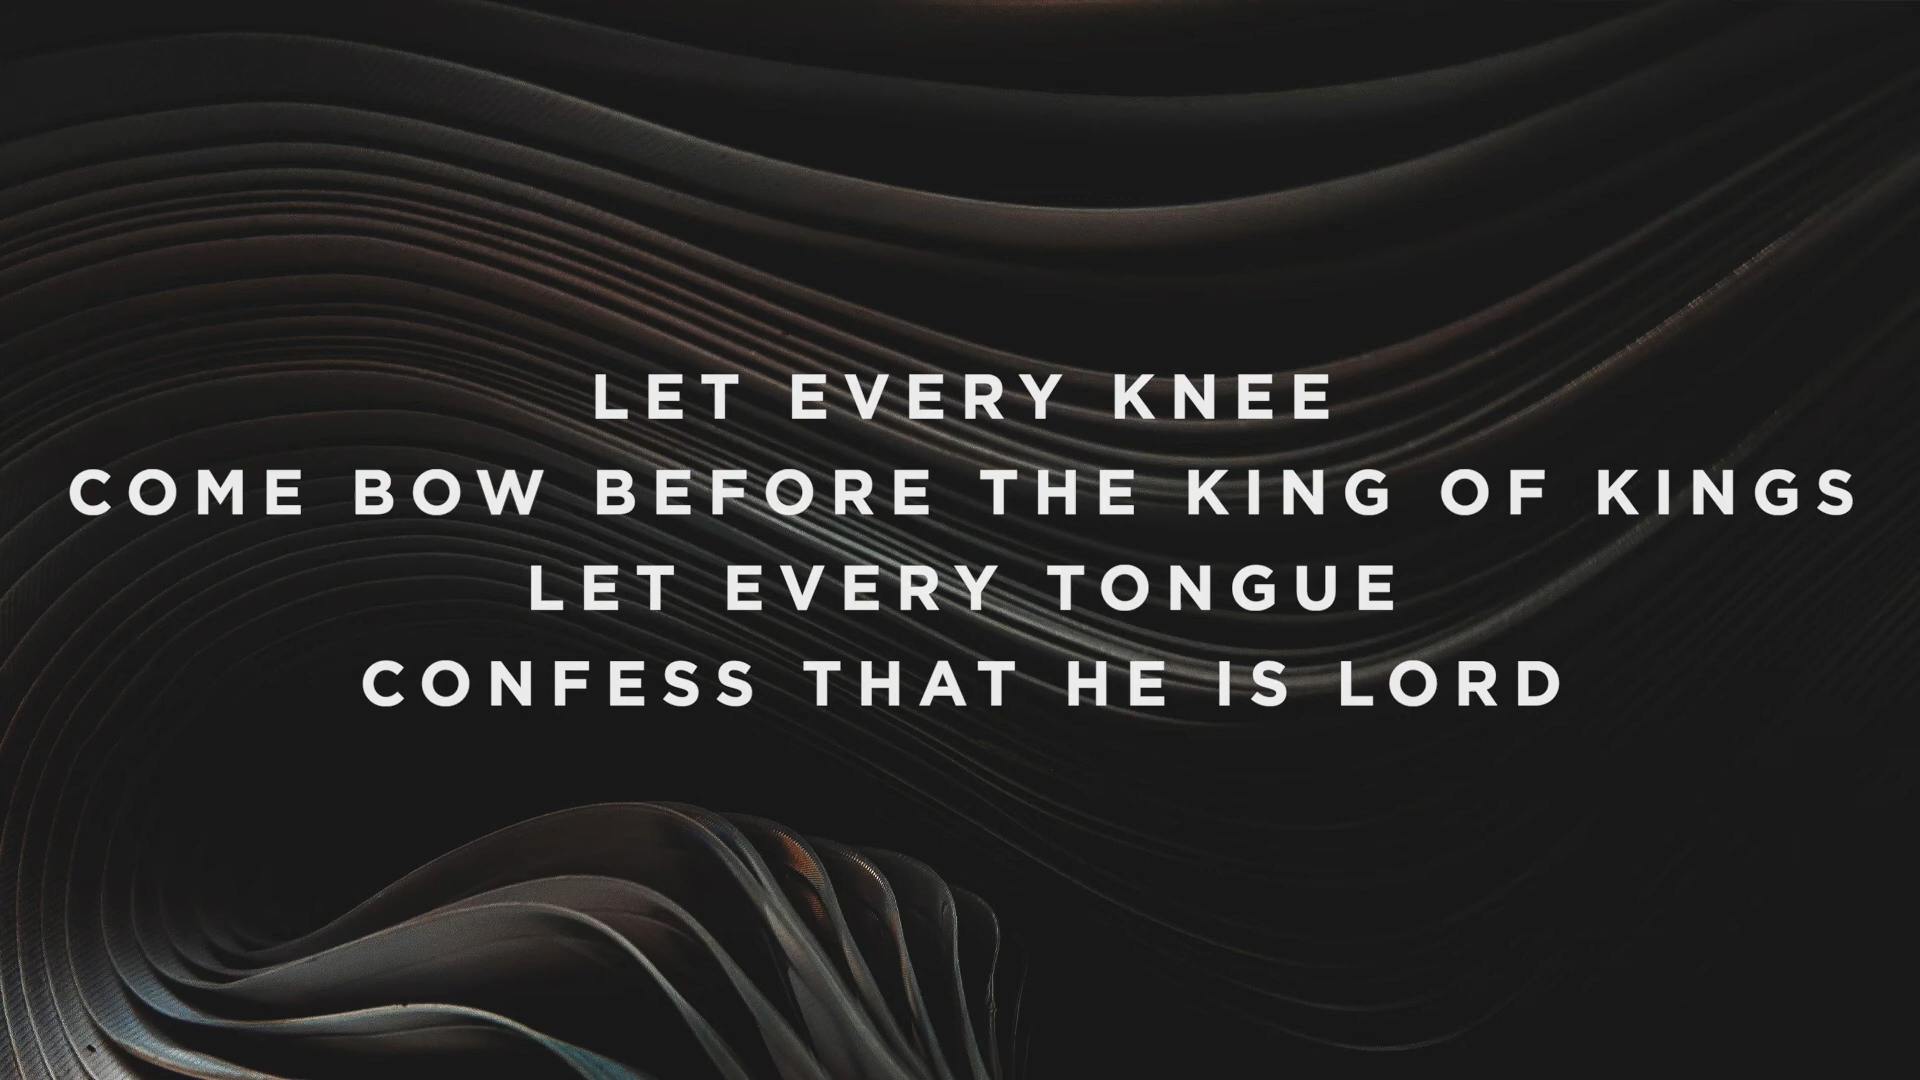 LET EVERY KNEE
COME BOW BEFORE THE KING OF KINGS
LET EVERY TONGUE
CONFESS THAT HE IS LORD